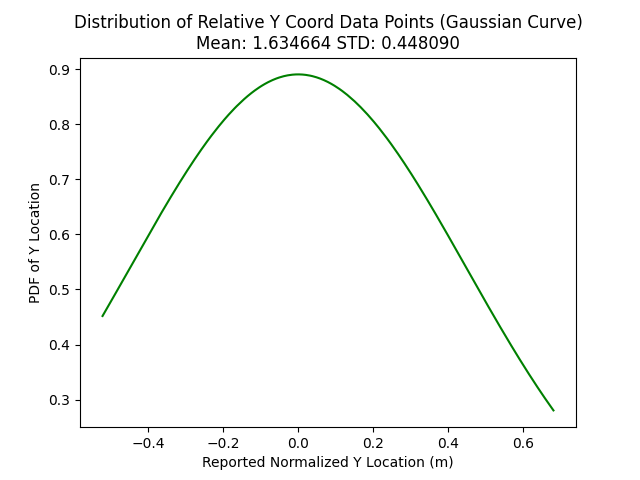 Distribution of Relative Y Coord Data Points (Gaussian Curve)
Mean: 1.634664 STD: 0.448090
0.9
0.8
0.7
0.6
0.5
0.4
0.3
PDF of Y Location
−0.4 −0.2 0.0 0.2 0.4 0.6
Reported Normalized Y Location (m)